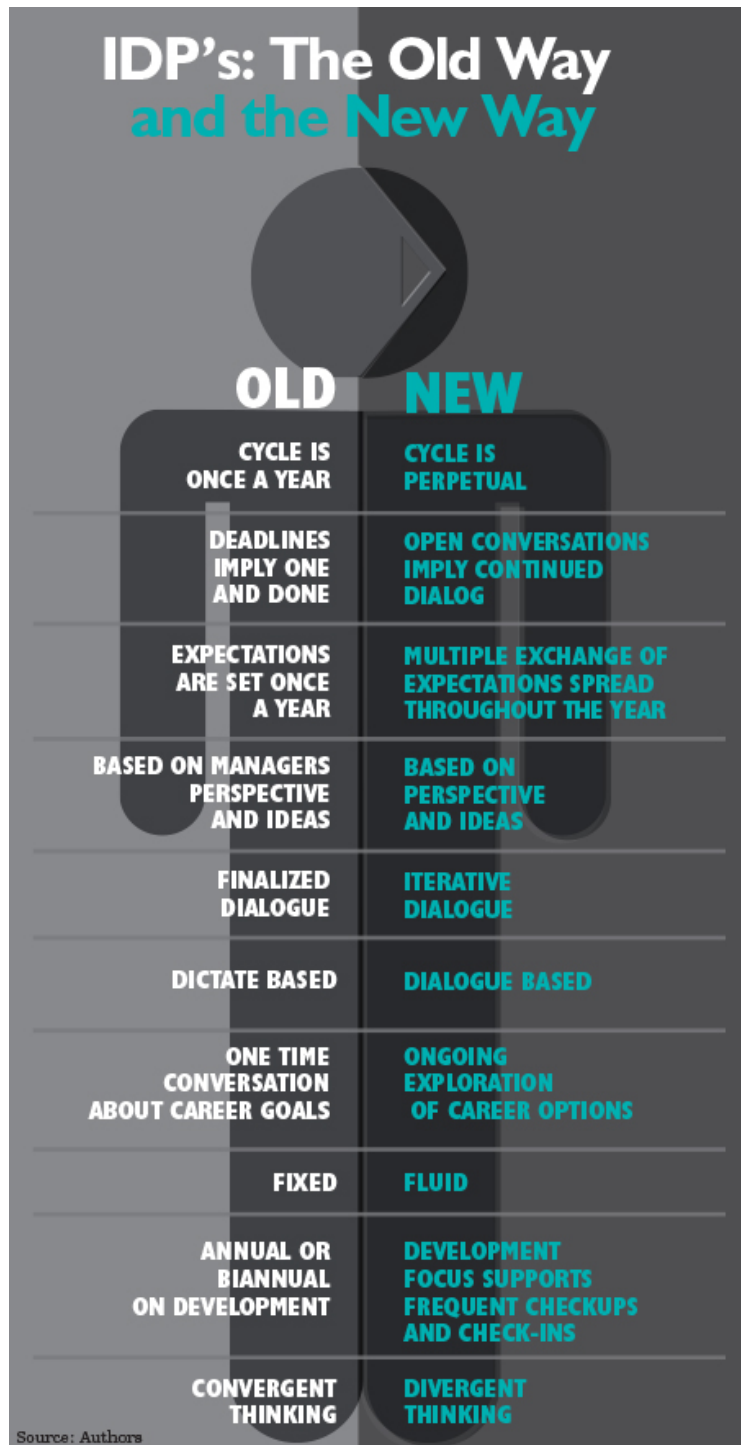 IDP's: The Old Way
and the New Way
OLD
NEW
CYCLE IS
ONCE A YEAR
CYCLE IS
PERPETUAL
DEADLINES
IMPLY ONE
AND DONE
OPEN CONVERSATIONS
IMPLY CONTINUED
DIALOG
EXPECTATIONS
ARE SET ONCE
A YEAR
MULTIPLE EXCHANGE OF
EXPECTATIONS SPREAD
THROUGHOUT THE YEAR
BASED ON MANAGERS
PERSPECTIVE
AND IDEAS
BASED ON
PERSPECTIVE
AND IDEAS
FINALIZED
DIALOGUE
ITERATIVE
DIALOGUE
DICTATE BASED
DIALOGUE BASED
ONE TIME
CONVERSATION
ABOUT CAREER GOALS
ONGOING
EXPLORATION
OF CAREER OPTIONS
FIXED
FLUID
ANNUAL OR
BIANNUAL
ON DEVELOPMENT
DEVELOPMENT
FOCUS SUPPORTS
FREQUENT CHECKUPS
AND CHECK-INS
CONVERGENT
THINKING
DIVERGENT
THINKING
Source: Authors